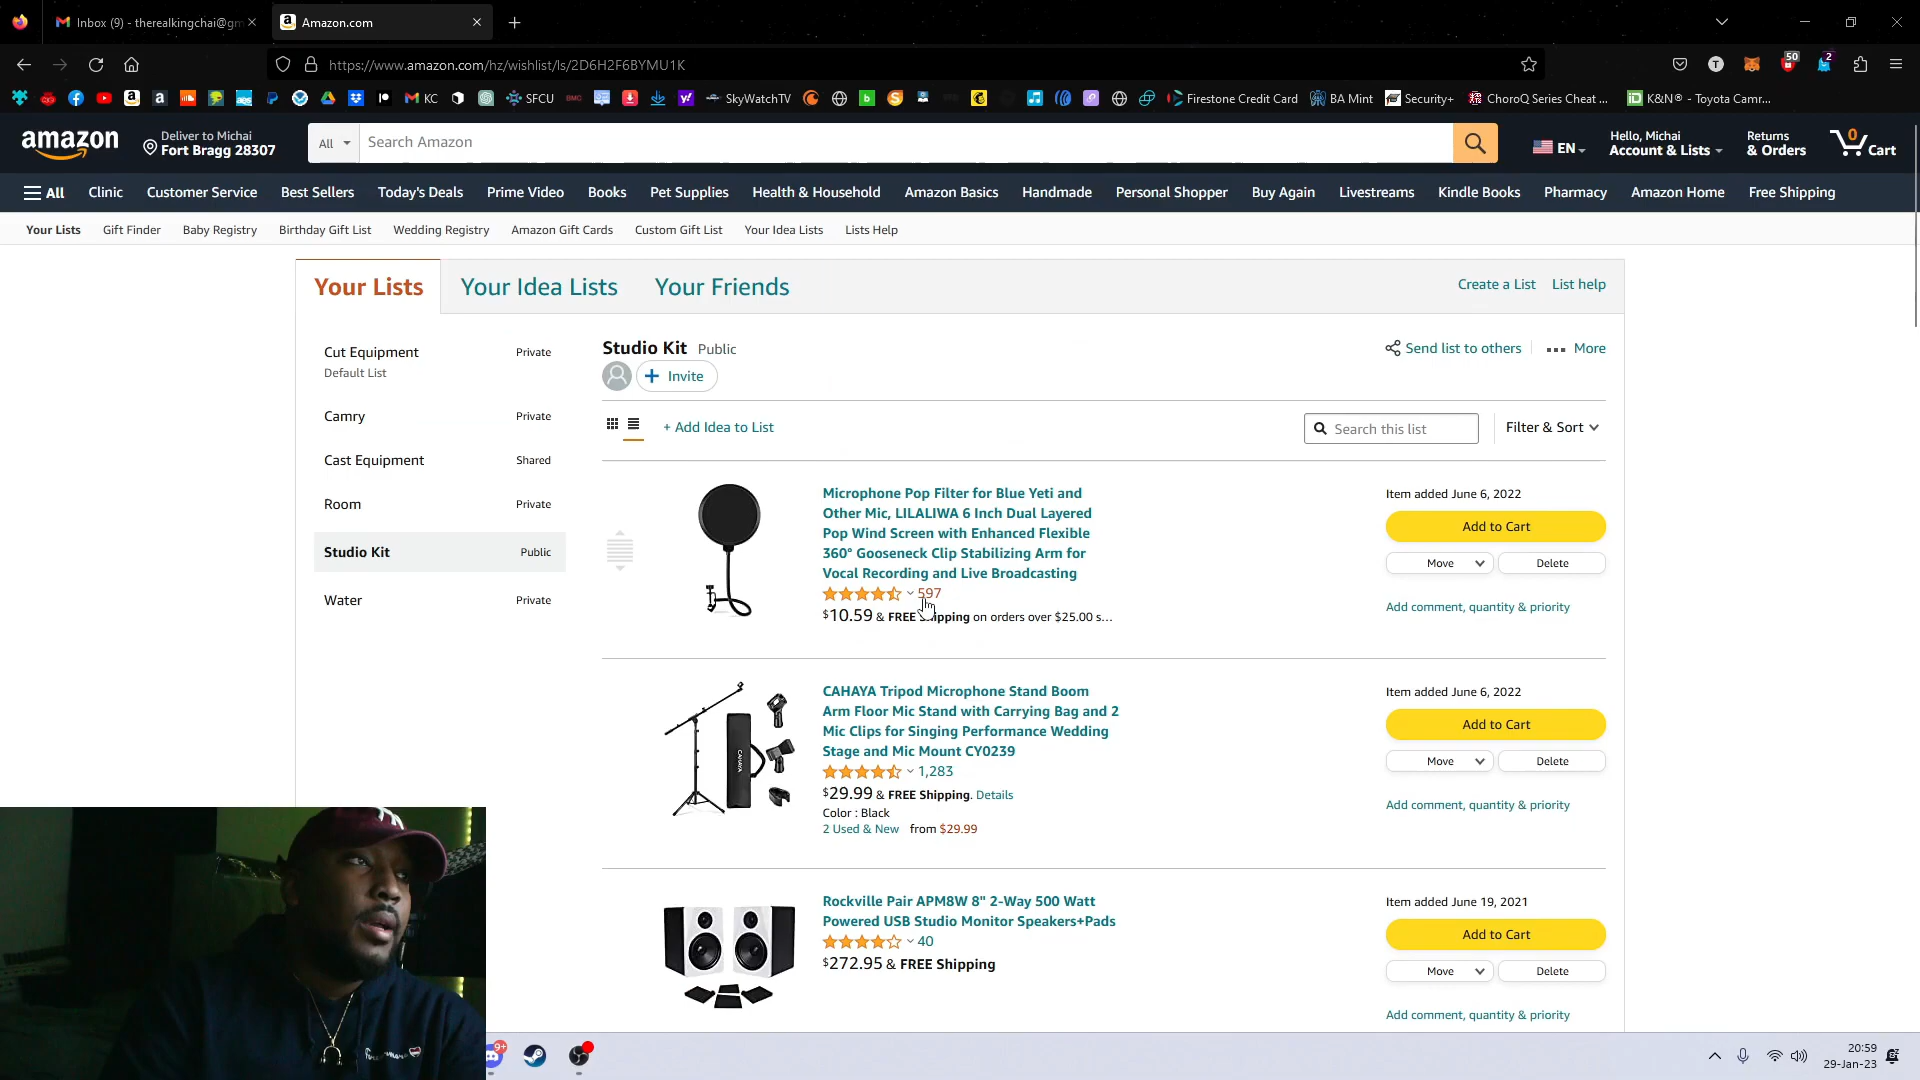 Inbox (9) - therealkingchai@gm
Amazon.com
https://www.amazon.com/hz/wishlist/ls/2D6H2F6BYMU1K
50
2
KC
SFCU
SkyWatchTV
Firestone Credit Card
BA Mint
Security+
ChoroQ Series Cheat ...
K&N® - Toyota Camr...
amazon
Deliver to Michai
Fort Bragg 28307
All
Search Amazon
EN
Hello, Michai
Account & Lists
Returns
& Orders
0
Cart
All
Clinic
Customer Service
Best Sellers
Today's Deals
Prime Video
Books
Pet Supplies
Health & Household
Amazon Basics
Handmade
Personal Shopper
Buy Again
Livestreams
Kindle Books
Pharmacy
Amazon Home
Free Shipping
Your Lists
Gift Finder
Baby Registry
Birthday Gift List
Wedding Registry
Amazon Gift Cards
Custom Gift List
Your Idea Lists
Lists Help
Your Lists
Your Idea Lists
Your Friends
Create a List
List help
Cut Equipment
Private
Default List
Camry
Private
Cast Equipment
Shared
Room
Private
Studio Kit
Public
Water
Private
Studio Kit Public
Send list to others
More
+ Invite
+ Add Idea to List
Search this list
Filter & Sort
Microphone Pop Filter for Blue Yeti and
Other Mic, LILALIWA 6 Inch Dual Layered
Pop Wind Screen with Enhanced Flexible
360° Gooseneck Clip Stabilizing Arm for
Vocal Recording and Live Broadcasting
597
$10.59 & FREE Shipping on orders over $25.00 s...
Item added June 6, 2022
Add to Cart
Move
Delete
Add comment, quantity & priority
CAHAYA
CAHAYA Tripod Microphone Stand Boom
Arm Floor Mic Stand with Carrying Bag and 2
Mic Clips for Singing Performance Wedding
Stage and Mic Mount CY0239
1,283
$29.99 & FREE Shipping. Details
Color : Black
2 Used & New from $29.99
Item added June 6, 2022
Add to Cart
Move
Delete
Add comment, quantity & priority
Rockville Pair APM8W 8" 2-Way 500 Watt
Powered USB Studio Monitor Speakers+Pads
40
$272.95 & FREE Shipping
Item added June 19, 2021
Add to Cart
Move
Delete
Add comment, quantity & priority
9+
20:59
29-Jan-23